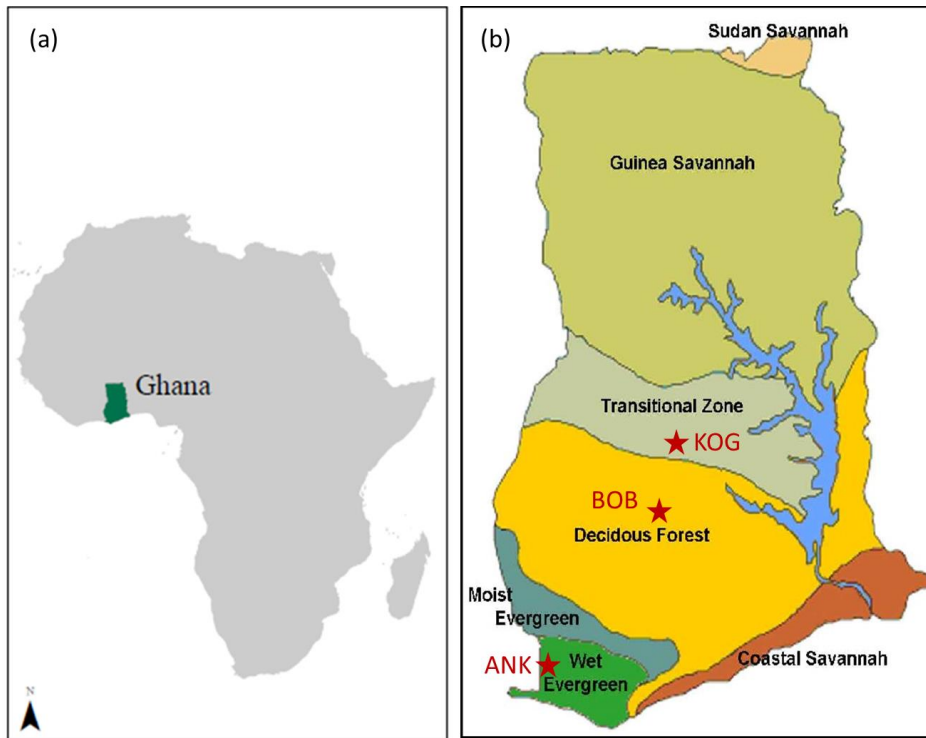 (a)
Ghana
N
(b)
Sudan Savannah
Guinea Savannah
Transitional Zone
KOG
BOB
Decidous Forest
Moist
Evergreen
ANK
Wet
Evergreen
Coastal Savannah